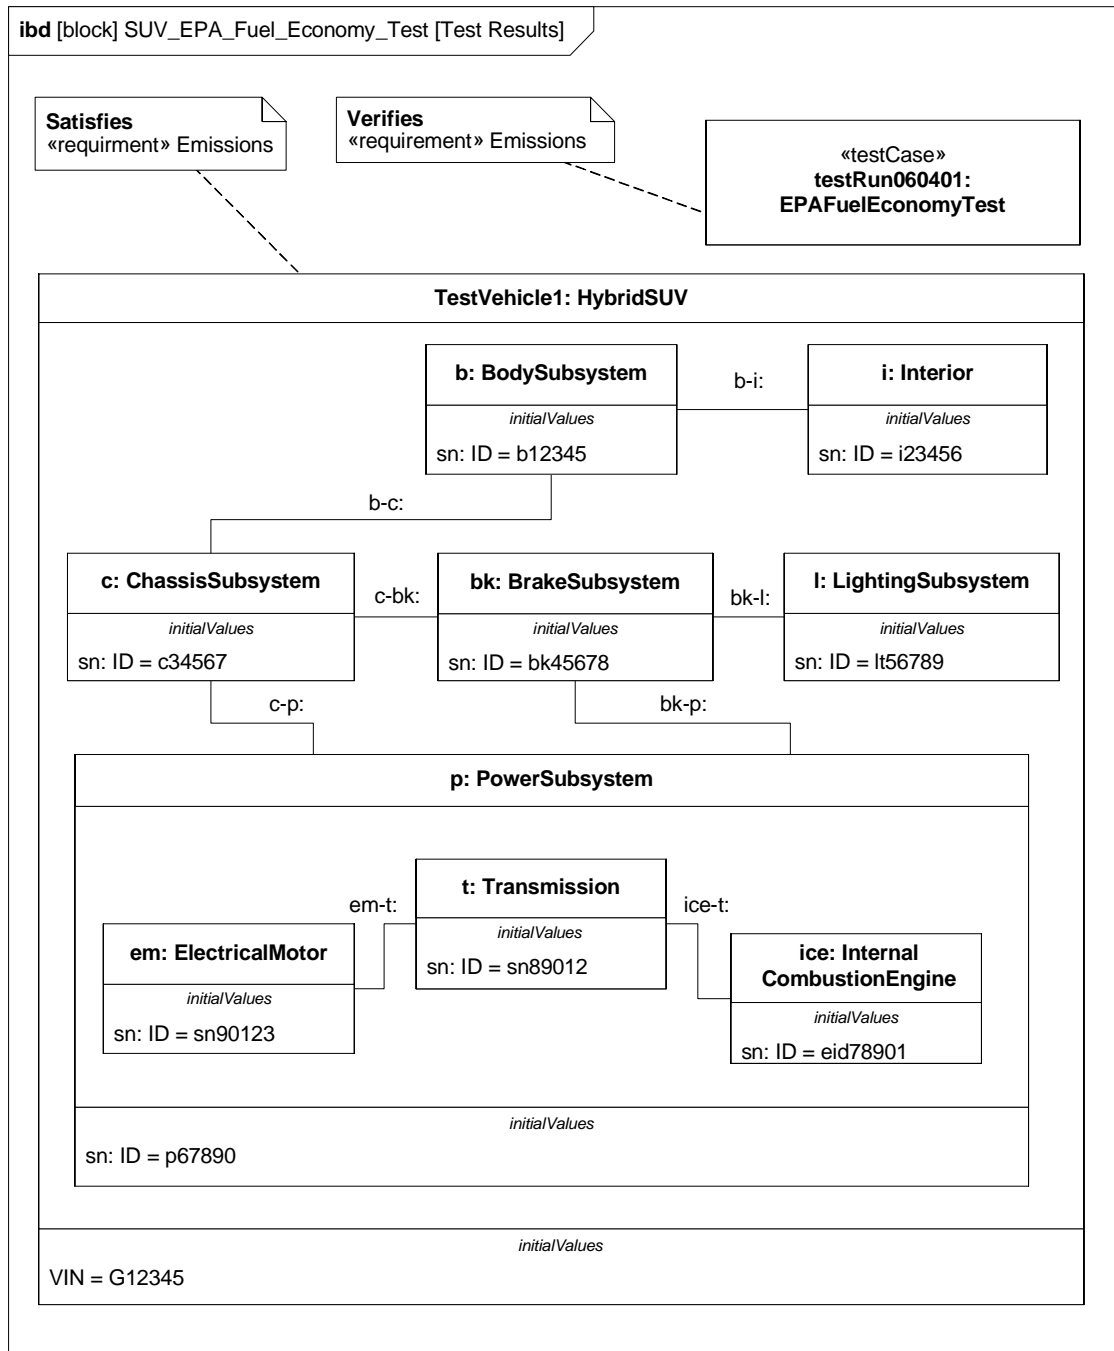 ibd [block] SUV_EPA_Fuel_Economy_Test [Test Results]
Satisfies
«requirment» Emissions
Verifies
«requirement» Emissions
«testCase»
testRun060401:
EPAFuelEconomyTest
TestVehicle1: HybridSUV
b: BodySubsystem
initialValues
sn: ID = b12345
b-i:
i: Interior
initialValues
sn: ID = i23456
b-c:
c: ChassisSubsystem
initialValues
sn: ID = c34567
c-bk:
bk: BrakeSubsystem
initialValues
sn: ID = bk45678
bk-l:
l: LightingSubsystem
initialValues
sn: ID = lt56789
c-p:
bk-p:
p: PowerSubsystem
em: ElectricalMotor
initialValues
sn: ID = sn90123
em-t:
t: Transmission
initialValues
sn: ID = sn89012
ice-t:
ice: Internal
CombustionEngine
initialValues
sn: ID = eid78901
initialValues
sn: ID = p67890
initialValues
VIN = G12345